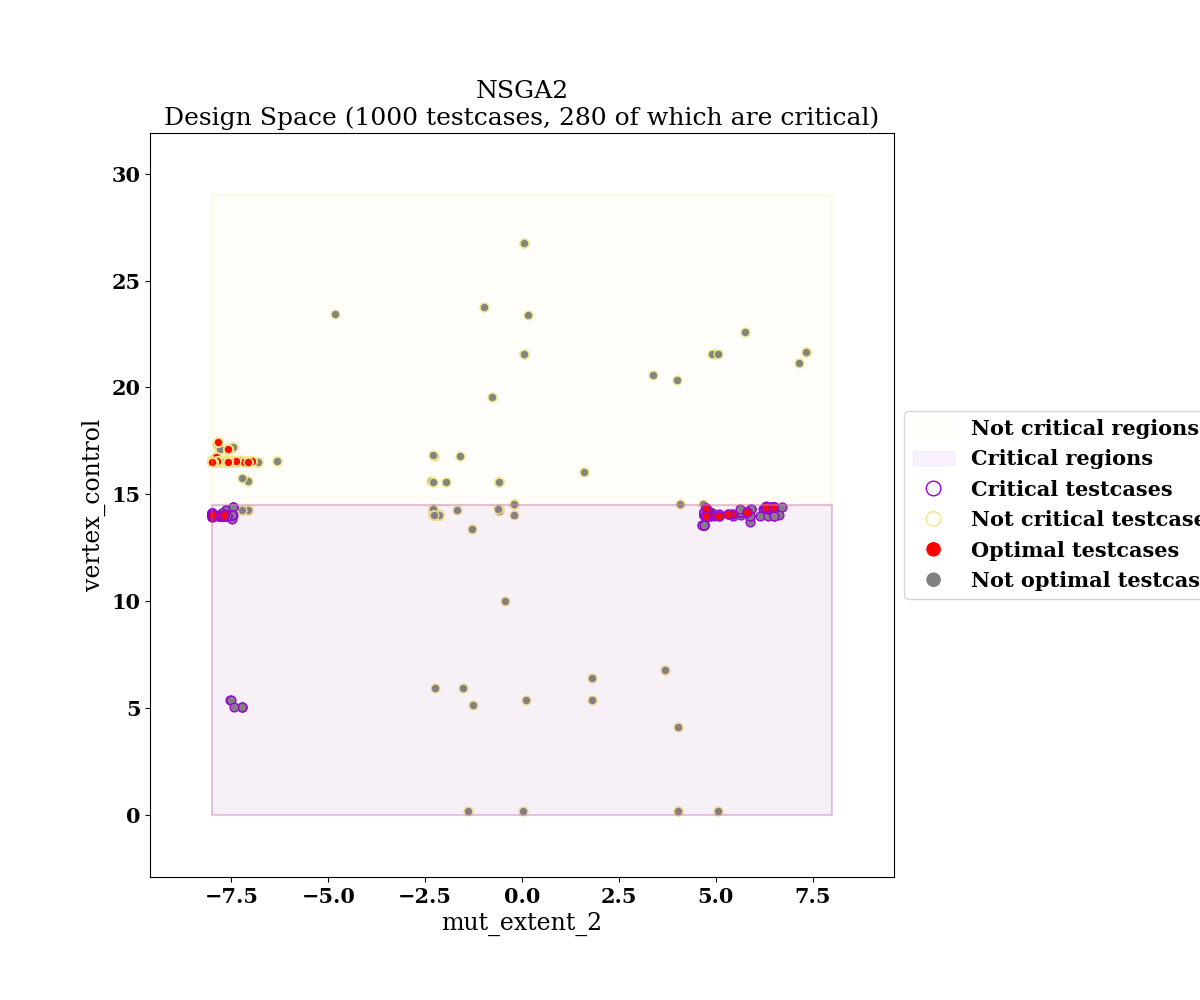 NSGA2
Design Space (1000 testcases, 280 of which are critical)
30
25
20
15
10
5
0
vertex_control
−7.5 −5.0 −2.5 0.0 2.5 5.0 7.5
mut_extent_2
Not critical regions
Critical regions
Critical testcases
Not critical testcase
Optimal testcases
Not optimal testcas